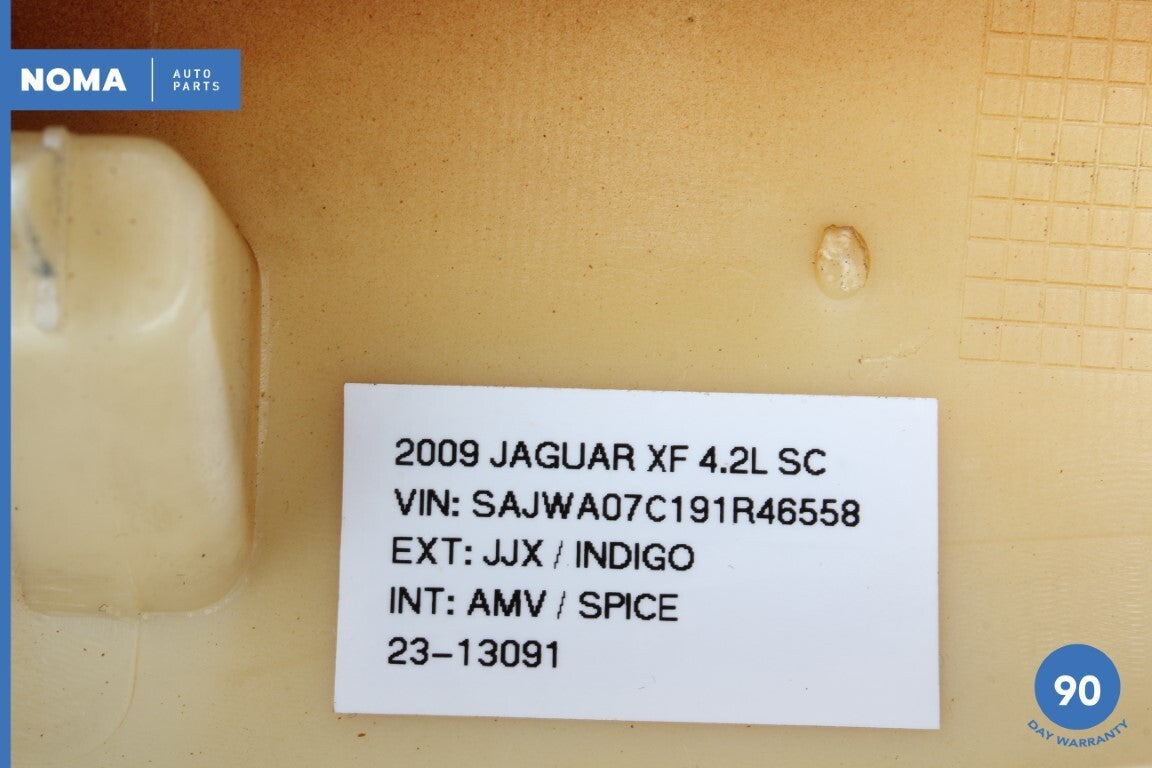 NOMA
AUTO
PARTS
2009 JAGUAR XF 4.2L SC
VIN: SAJWA07C191R46558
EXT: JJX / INDIGO
INT: AMV / SPICE
23-13091
90
DAY WARRANTY